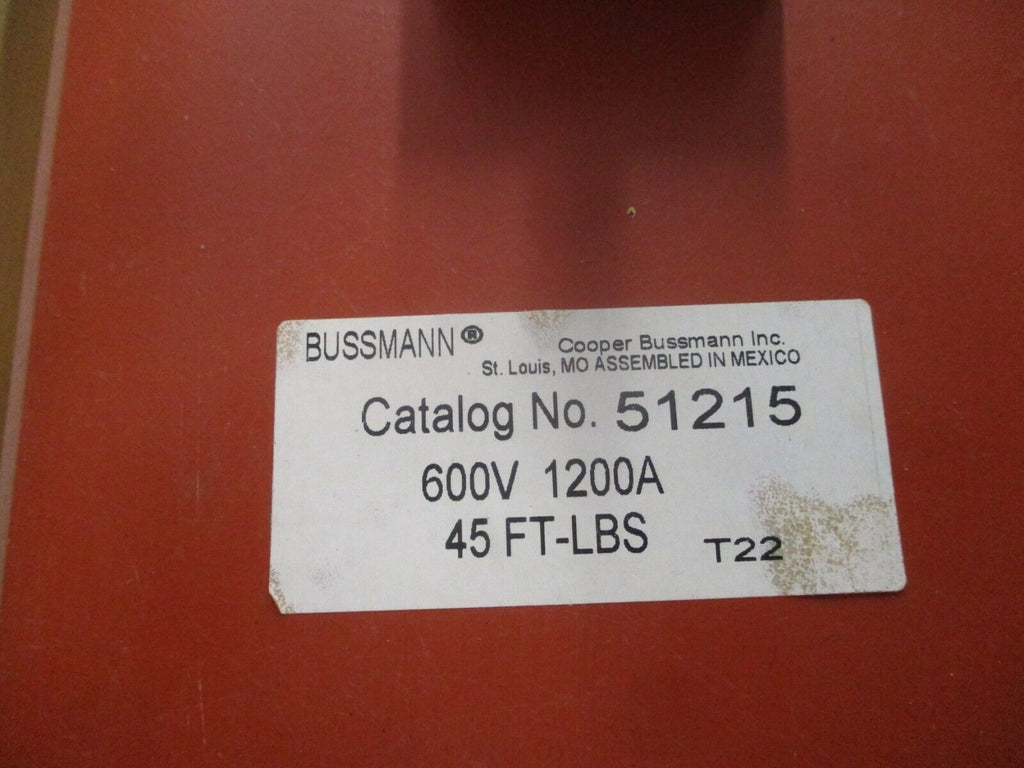 BUSSMANN® Cooper Bussmann Inc.
St. Louis, MO ASSEMBLED IN MEXICO
Catalog No. 51215
600V 1200A
45 FT-LBS T22